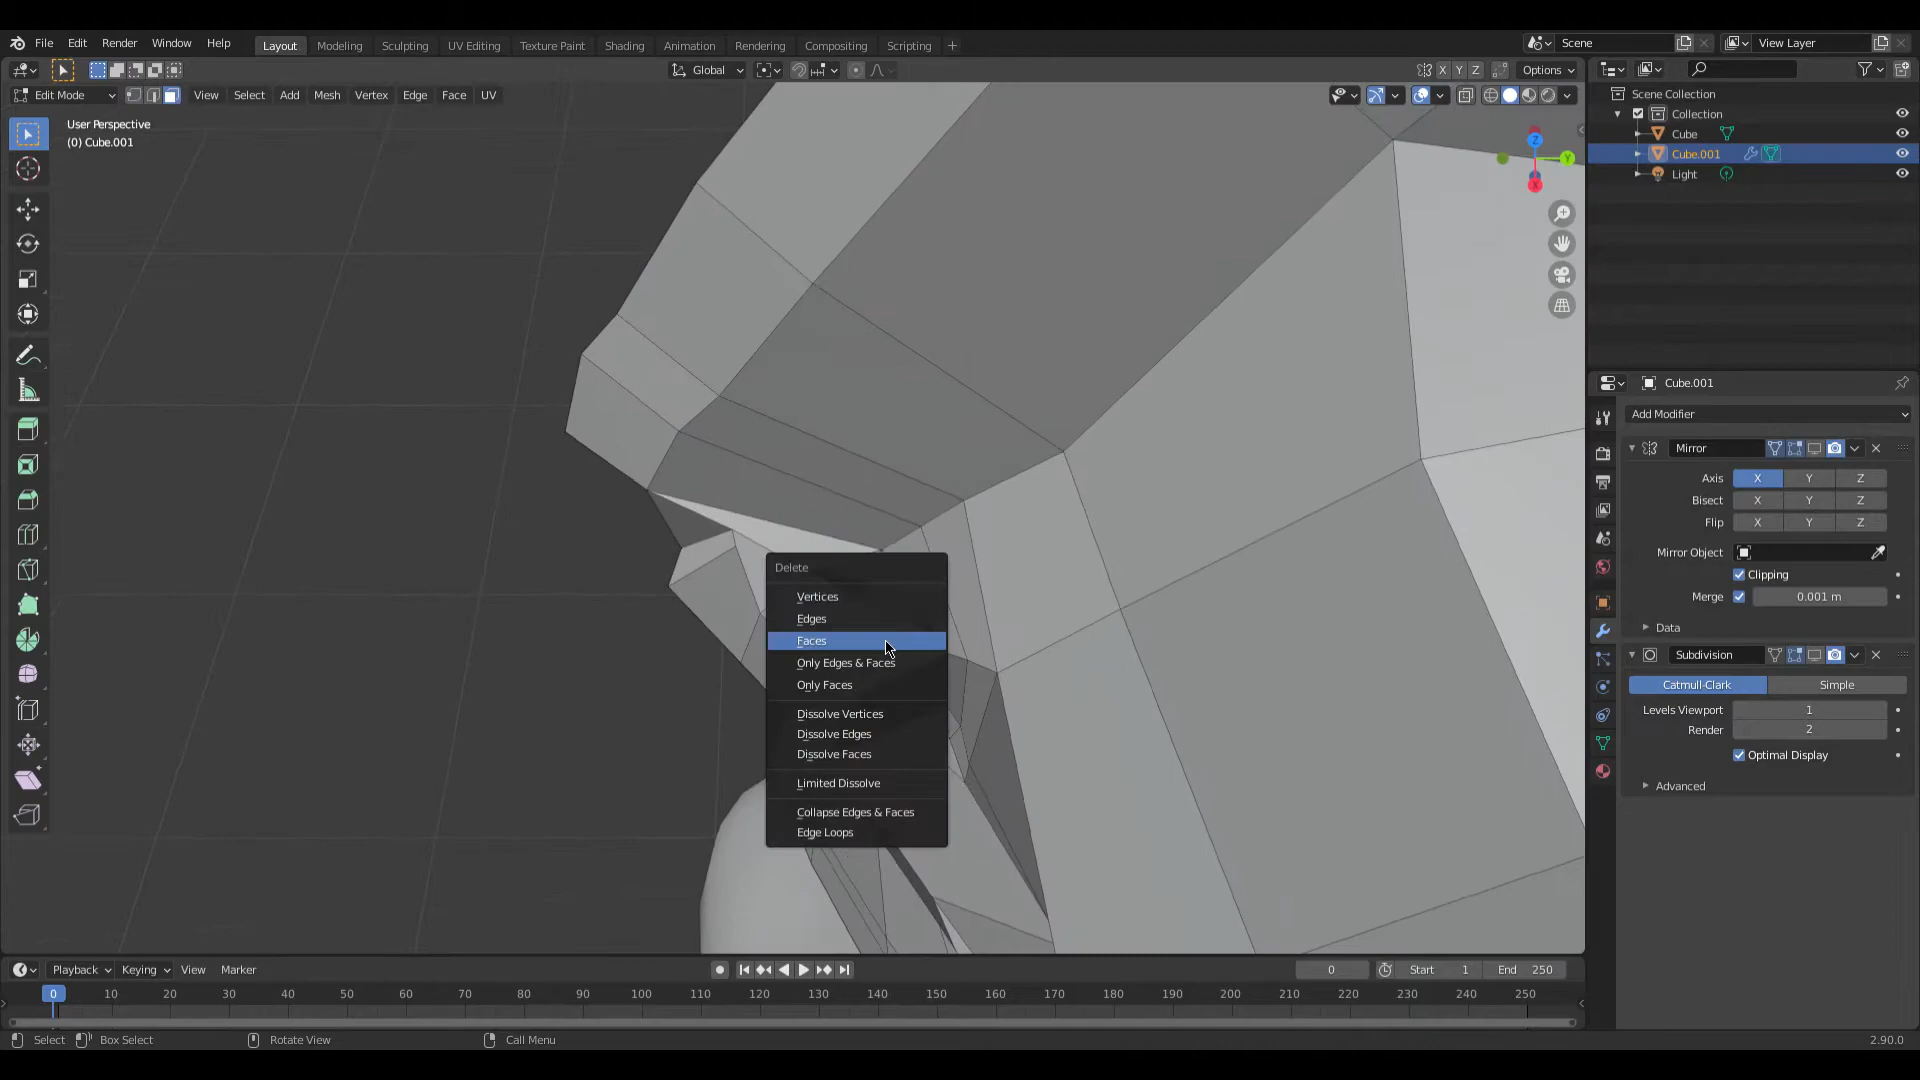 File Edit Render Window Help Layout Modeling Sculpting UV Editing Texture Paint Shading Animation Rendering Compositing Scripting + Scene View Layer
Global X Y Z Options
Edit Mode View Select Add Mesh Vertex Edge Face UV
User Perspective
(0) Cube.001
Z
Y
X
Scene Collection
Collection
Cube
Cube.001
Light
Cube.001
Add Modifier
Mirror
Axis X Y Z
Bisect X Y Z
Flip X Y Z
Mirror Object
Clipping
Merge 0.001 m
Data
Subdivision
Catmull-Clark Simple
Levels Viewport 1
Render 2
Optimal Display
Advanced
Delete
Vertices
Edges
Faces
Only Edges & Faces
Only Faces
Dissolve Vertices
Dissolve Edges
Dissolve Faces
Limited Dissolve
Collapse Edges & Faces
Edge Loops
Playback Keying View Marker 0 Start 1 End 250
0 10 20 30 40 50 60 70 80 90 100 110 120 130 140 150 160 170 180 190 200 210 220 230 240 250
Select Box Select Rotate View Call Menu 2.90.0